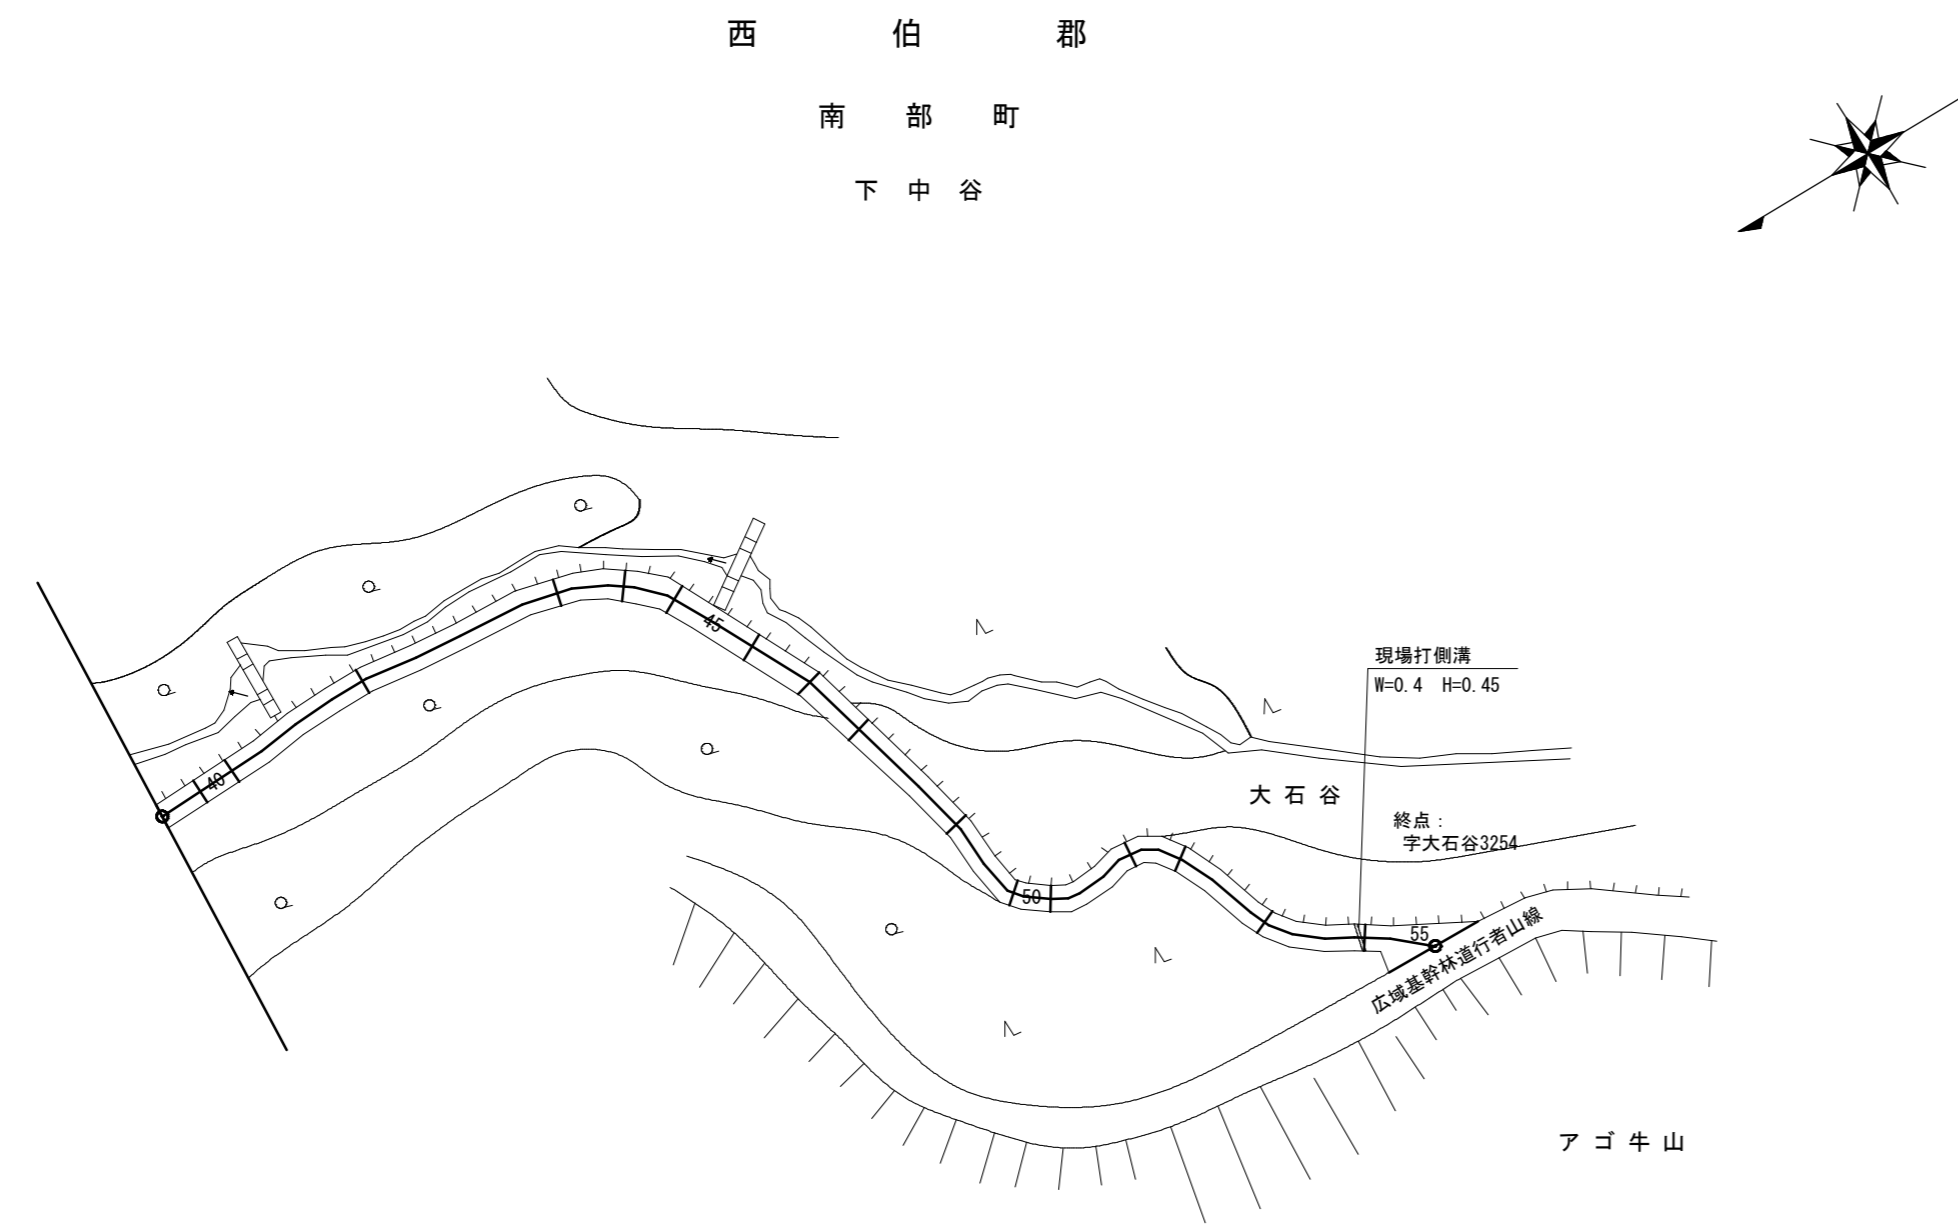 西伯郡
南部町
下中谷
45
現場打側溝
W=0.4 H=0.45
40
大石谷
終点：
字大石谷3254
50
55
広域基幹林道行者山線
アゴ牛山